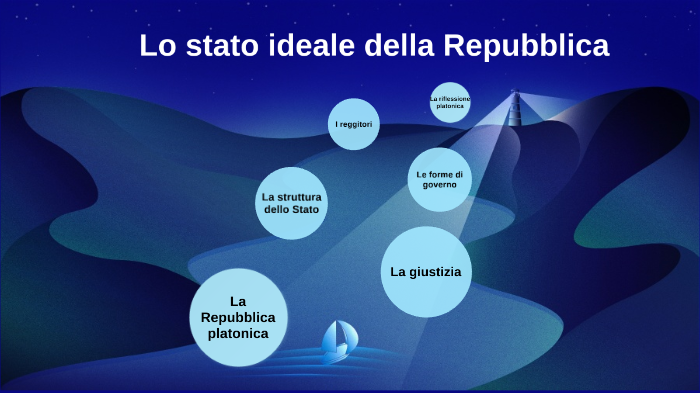 Lo stato ideale della Repubblica
La riflessione
platonica
I reggitori
Le forme di
governo
La struttura
dello Stato
La giustizia
La
Repubblica
platonica